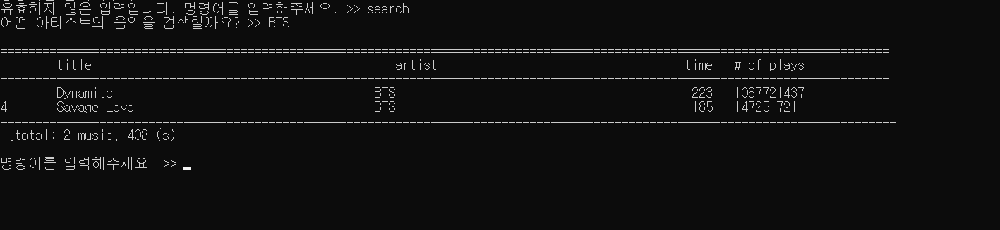 유효하지 않은 입력입니다. 명령어를 입력해주세요. >> search
어떤 아티스트의 음악을 검색할까요? >> BTS
==============================================================================================================================
title artist time # of plays
------------------------------------------------------------------------------------------------------------------------------
1 Dynamite BTS 223 1067721437
4 Savage Love BTS 185 147251721
===============================================================================================================================
[total: 2 music, 408 (s)
명령어를 입력해주세요. >>